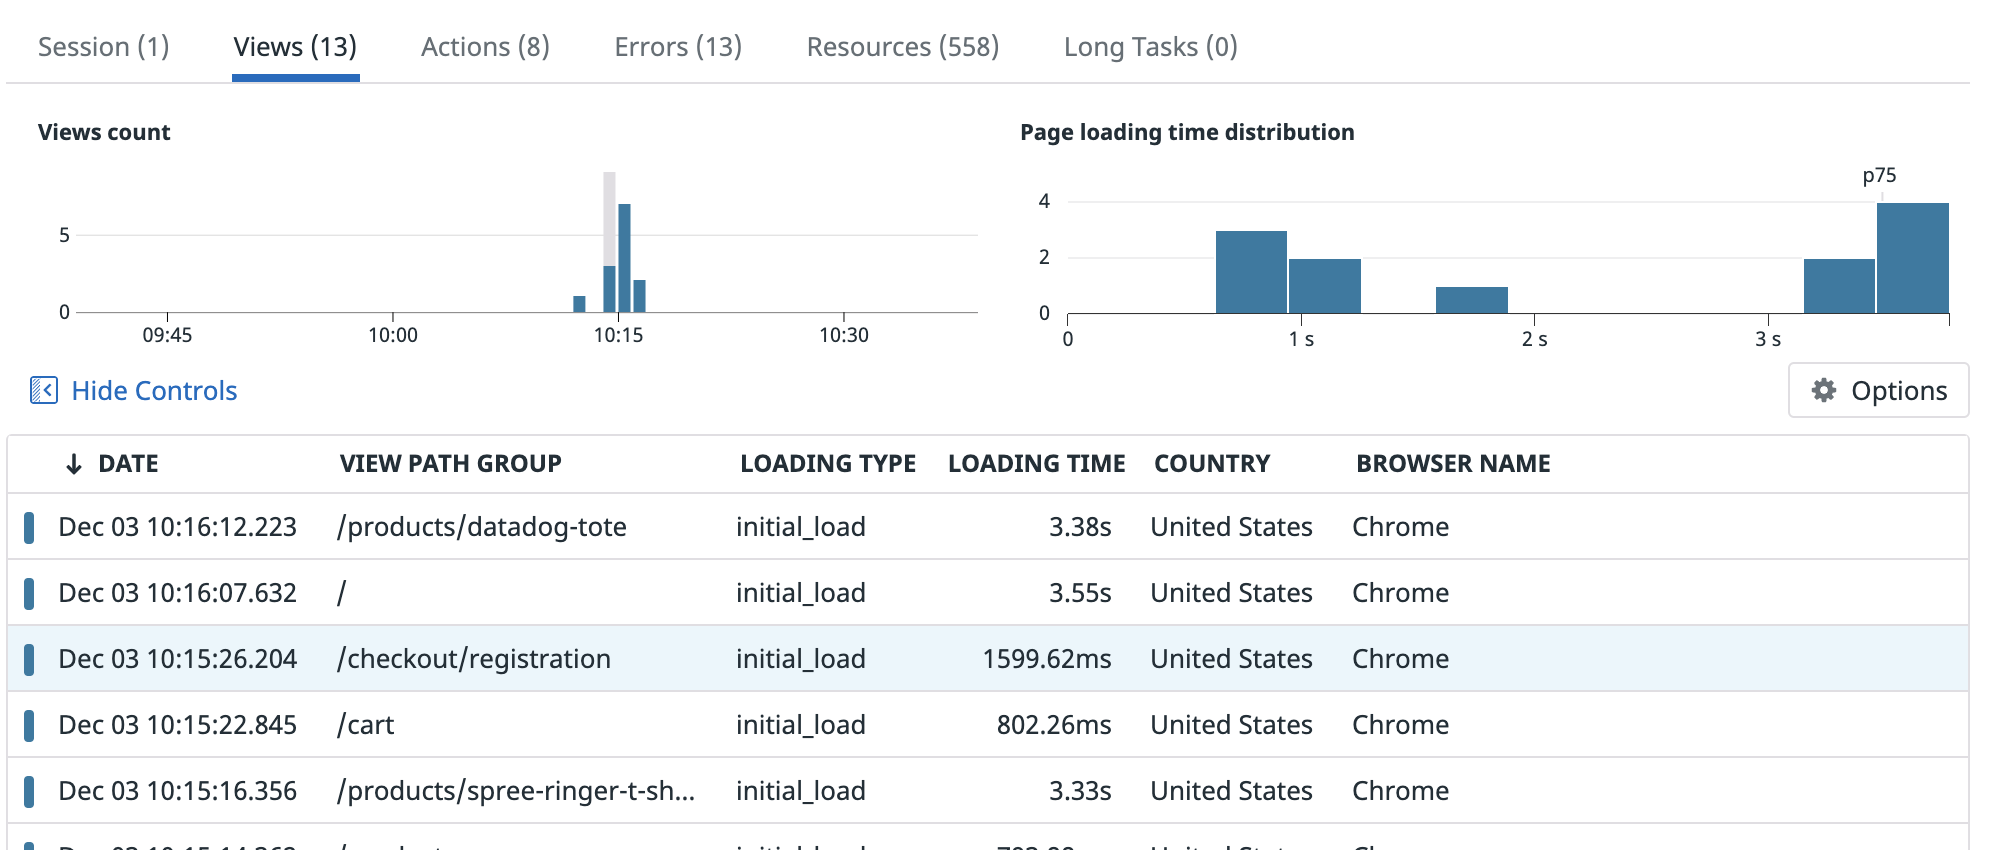 Session (1) Views (13) Actions (8) Errors (13) Resources (558) Long Tasks (0)
Views count
5
0
09:45 10:00 10:15 10:30
Page loading time distribution
p75
4
2
0
0 1 s 2 s 3 s
Hide Controls
Options
DATE VIEW PATH GROUP LOADING TYPE LOADING TIME COUNTRY BROWSER NAME
Dec 03 10:16:12.223 /products/datadog-tote initial_load 3.38s United States Chrome
Dec 03 10:16:07.632 / initial_load 3.55s United States Chrome
Dec 03 10:15:26.204 /checkout/registration initial_load 1599.62ms United States Chrome
Dec 03 10:15:22.845 /cart initial_load 802.26ms United States Chrome
Dec 03 10:15:16.356 /products/spree-ringer-t-sh... initial_load 3.33s United States Chrome